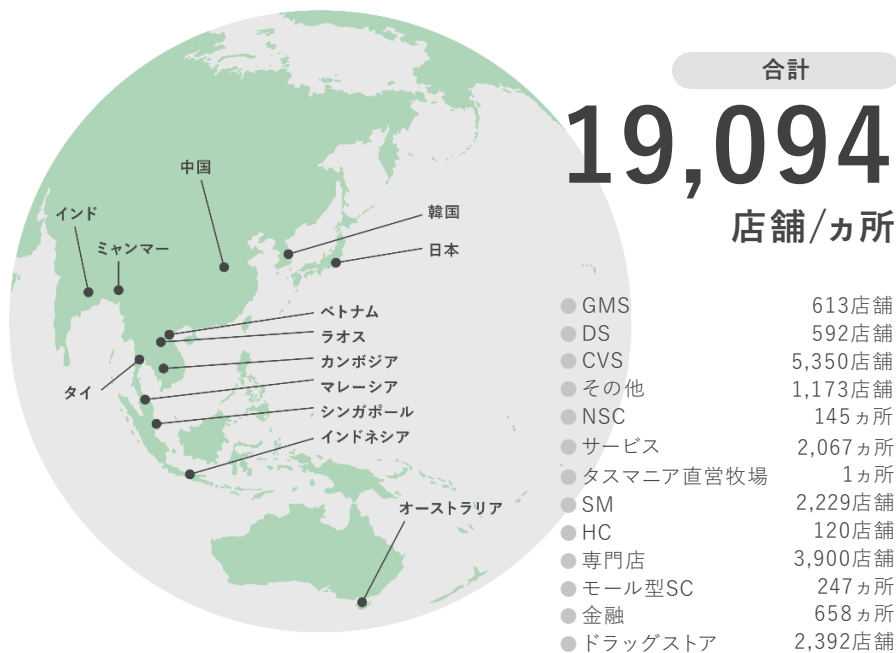 合計
19,094
店舗/ヵ所
中国
インド
ミャンマー
韓国
日本
ベトナム
ラオス
カンボジア
タイ
マレーシア
シンガポール
インドネシア
オーストラリア
GMS 613店舗
DS 592店舗
CVS 5,350店舗
その他 1,173店舗
NSC 145ヵ所
サービス 2,067ヵ所
タスマニア直営牧場 1ヵ所
SM 2,229店舗
HC 120店舗
専門店 3,900店舗
モール型SC 247ヵ所
金融 658ヵ所
ドラッグストア 2,392店舗